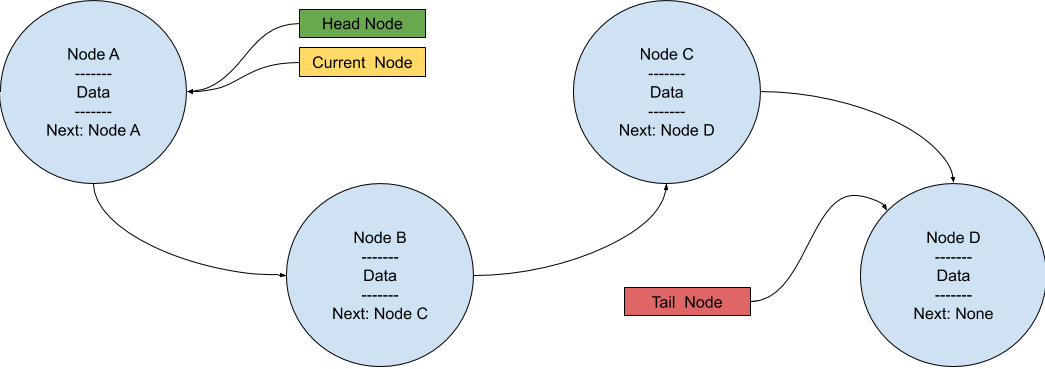 Node A
-------
Data
-------
Next: Node A
Head Node
Current Node
Node B
-------
Data
-------
Next: Node C
Node C
-------
Data
-------
Next: Node D
Tail Node
Node D
-------
Data
-------
Next: None